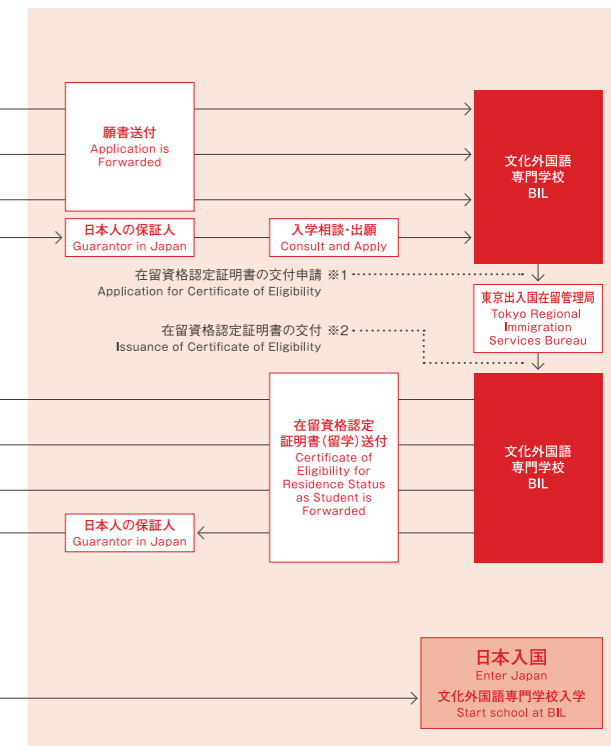 願書送付
Application is
Forwarded
文化外国語
専門学校
BIL
日本人の保証人
Guarantor in Japan
入学相談・出願
Consult and Apply
在留資格認定証明書の交付申請 ※1
Application for Certificate of Eligibility
東京出入国在留管理局
Tokyo Regional
Immigration
Services Bureau
在留資格認定証明書の交付 ※2
Issuance of Certificate of Eligibility
在留資格認定
証明書(留学)送付
Certificate of
Eligibility for
Residence Status
as Student is
Forwarded
文化外国語
専門学校
BIL
日本人の保証人
Guarantor in Japan
日本入国
Enter Japan
文化外国語専門学校入学
Start school at BIL